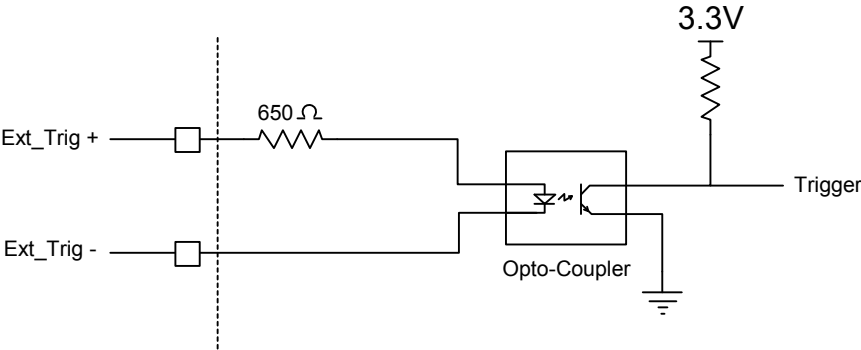 3.3V
650 Ω
Ext_Trig +
Trigger
Ext_Trig -
Opto-Coupler